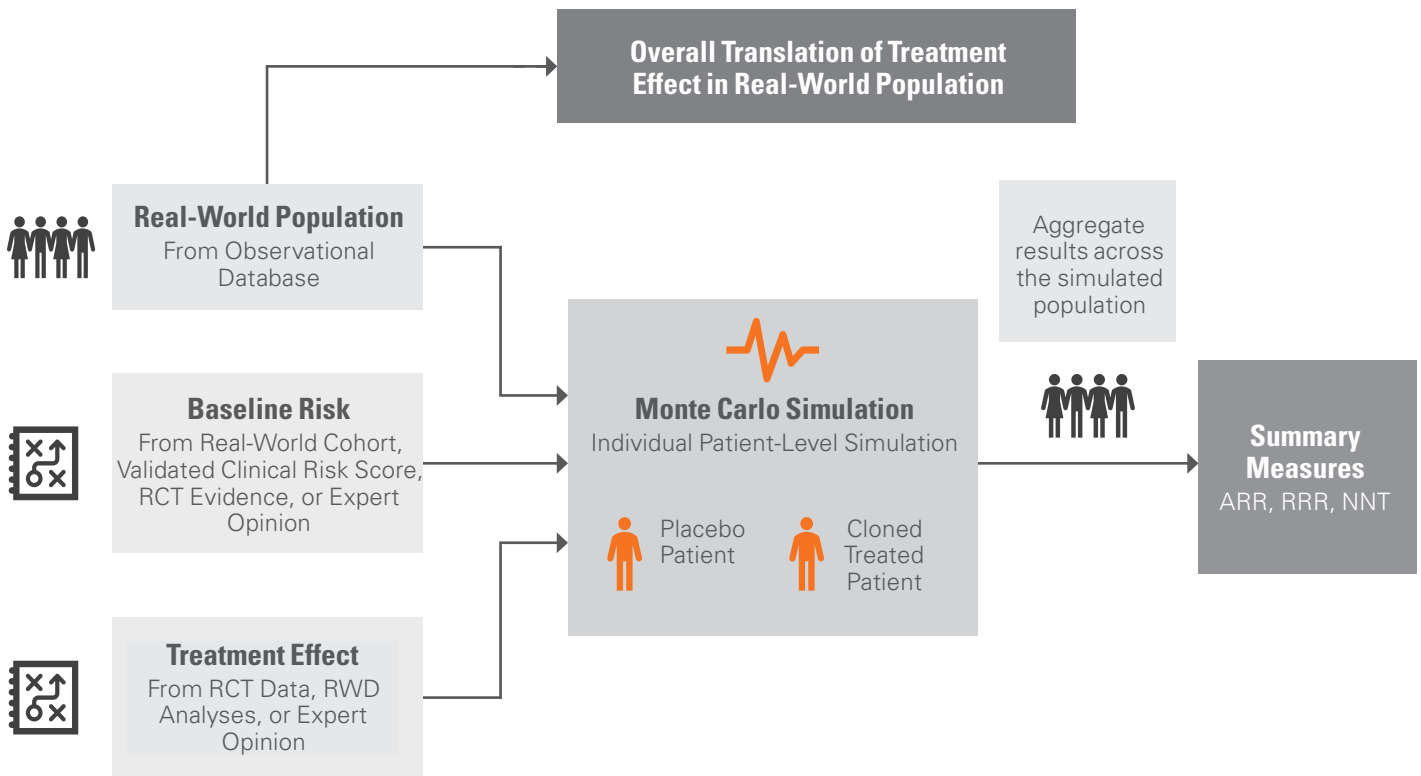 Overall Translation of Treatment
Effect in Real-World Population
Real-World Population
From Observational
Database
Baseline Risk
From Real-World Cohort,
Validated Clinical Risk Score,
RCT Evidence, or Expert
Opinion
Treatment Effect
From RCT Data, RWD
Analyses, or Expert
Opinion
Monte Carlo Simulation
Individual Patient-Level Simulation
Placebo
Patient
Cloned
Treated
Patient
Aggregate
results across
the simulated
population
Summary
Measures
ARR, RRR, NNT